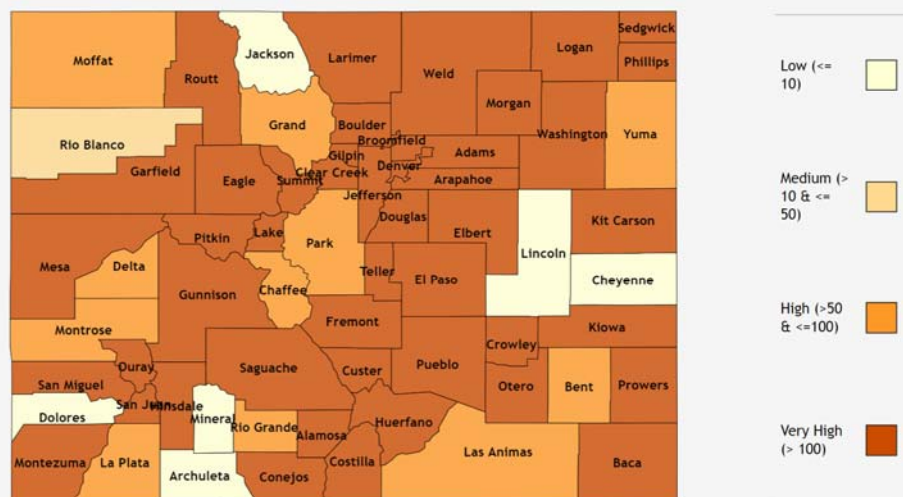 Sedgwick
Jackson
Larimer
Logan
Moffat
Phillips
Routt
Weld
Morgan
Grand
Boulder
Washington
Yuma
Broomfield
Rio Blanco
Gilpin
Adams
Garfield
Clear Creek
Denver
Eagle
Summit
Arapahoe
Jefferson
Douglas
Kit Carson
Elbert
Lake
Pitkin
Park
Lincoln
Mesa
Delta
Teller
El Paso
Cheyenne
Chaffee
Gunnison
Fremont
Montrose
Kiowa
Crowley
Pueblo
Ouray
Saguache
Custer
San Miguel
Otero
Bent
Prowers
San Juan
Hinsdale
Dolores
Mineral
Rio Grande
Huerfano
Alamosa
Las Animas
Montezuma
La Plata
Costilla
Baca
Archuleta
Conejos
Low (<=
10)
Medium (>
10 & <=
50)
High (>50
& <=100)
Very High
(> 100)